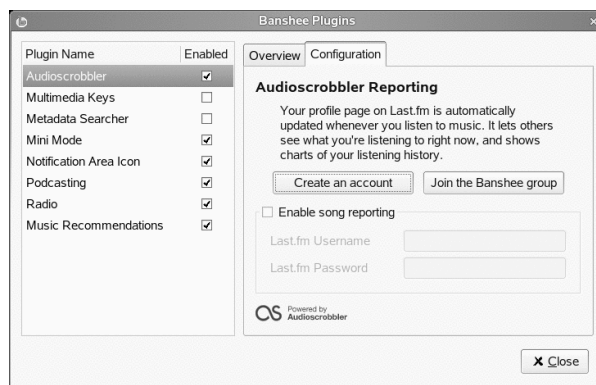 Banshee Plugins
Plugin Name Enabled
Audioscrobbler
Multimedia Keys
Metadata Searcher
Mini Mode
Notification Area Icon
Podcasting
Radio
Music Recommendations
Overview Configuration
Audioscrobbler Reporting
Your profile page on Last.fm is automatically
updated whenever you listen to music. It lets others
see what you're listening to right now, and shows
charts of your listening history.
Create an account Join the Banshee group
Enable song reporting
Last.fm Username
Last.fm Password
Powered by
Audioscrobbler
Close